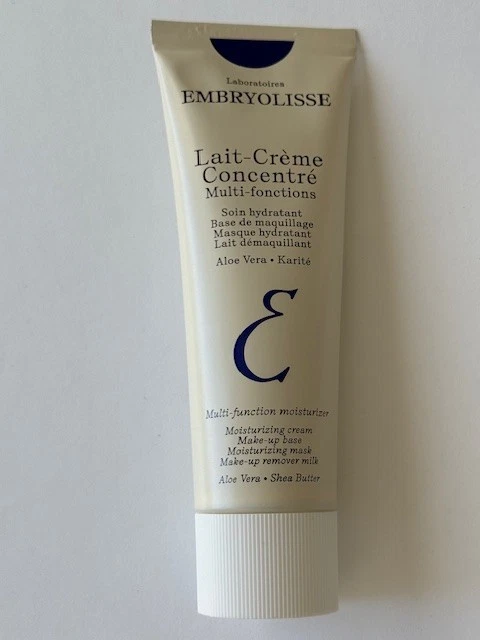 Laboratoires
EMBRYOLISSE
Lait-Crème
Concentré
Multi-fonctions
Soin hydratant
Base de maquillage
Masque hydratant
Lait démaquillant
Aloe Vera • Karité
E
Multi-function moisturizer
Moisturizing cream
Make-up base
Moisturizing mask
Make-up remover milk
Aloe Vera • Shea Butter